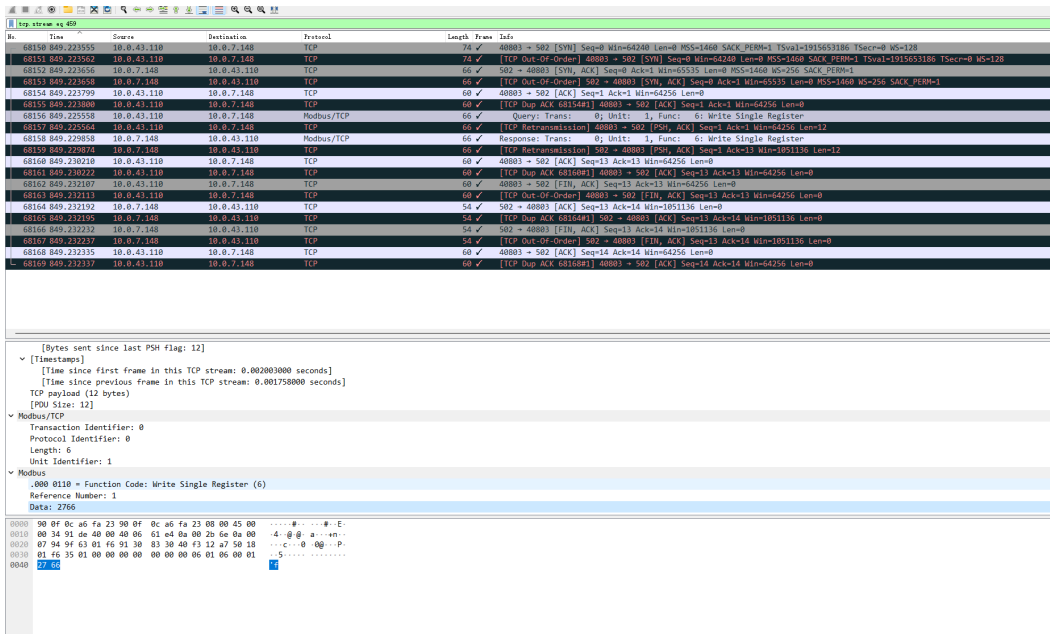 tcp.stream eq 459
No. Time Source Destination Protocol Length Frame Info
68150 849.223555 10.0.43.110 10.0.7.148 TCP 74 ✓ 40803 → 502 [SYN] Seq=0 Win=64240 Len=0 MSS=1460 SACK_PERM=1 TSval=1915653186 TSecr=0 WS=128
68151 849.223562 10.0.43.110 10.0.7.148 TCP 74 ✓ [TCP Out-Of-Order] 40803 → 502 [SYN] Seq=0 Win=64240 Len=0 MSS=1460 SACK_PERM=1 TSval=1915653186 TSecr=0 WS=128
68152 849.223656 10.0.7.148 10.0.43.110 TCP 66 ✓ 502 → 40803 [SYN, ACK] Seq=0 Ack=1 Win=65535 Len=0 MSS=1460 WS=256 SACK_PERM=1
68153 849.223658 10.0.7.148 10.0.43.110 TCP 66 ✓ [TCP Out-Of-Order] 502 → 40803 [SYN, ACK] Seq=0 Ack=1 Win=65535 Len=0 MSS=1460 WS=256 SACK_PERM=1
68154 849.223799 10.0.43.110 10.0.7.148 TCP 60 ✓ 40803 → 502 [ACK] Seq=1 Ack=1 Win=64256 Len=0
68155 849.223800 10.0.43.110 10.0.7.148 TCP 60 ✓ [TCP Dup ACK 68154#1] 40803 → 502 [ACK] Seq=1 Ack=1 Win=64256 Len=0
68156 849.225558 10.0.43.110 10.0.7.148 Modbus/TCP 66 ✓ Query: Trans: 0; Unit: 1, Func: 6: Write Single Register
68157 849.225564 10.0.43.110 10.0.7.148 TCP 66 ✓ [TCP Retransmission] 40803 → 502 [PSH, ACK] Seq=1 Ack=1 Win=64256 Len=12
68158 849.229858 10.0.7.148 10.0.43.110 Modbus/TCP 66 ✓ Response: Trans: 0; Unit: 1, Func: 6: Write Single Register
68159 849.229874 10.0.7.148 10.0.43.110 TCP 66 ✓ [TCP Retransmission] 502 → 40803 [PSH, ACK] Seq=1 Ack=13 Win=1051136 Len=12
68160 849.230210 10.0.43.110 10.0.7.148 TCP 60 ✓ 40803 → 502 [ACK] Seq=13 Ack=13 Win=64256 Len=0
68161 849.230222 10.0.43.110 10.0.7.148 TCP 60 ✓ [TCP Dup ACK 68160#1] 40803 → 502 [ACK] Seq=13 Ack=13 Win=64256 Len=0
68162 849.232107 10.0.43.110 10.0.7.148 TCP 60 ✓ 40803 → 502 [FIN, ACK] Seq=13 Ack=13 Win=64256 Len=0
68163 849.232113 10.0.43.110 10.0.7.148 TCP 60 ✓ [TCP Out-Of-Order] 40803 → 502 [FIN, ACK] Seq=13 Ack=13 Win=64256 Len=0
68164 849.232192 10.0.7.148 10.0.43.110 TCP 54 ✓ 502 → 40803 [ACK] Seq=13 Ack=14 Win=1051136 Len=0
68165 849.232195 10.0.7.148 10.0.43.110 TCP 54 ✓ [TCP Dup ACK 68164#1] 502 → 40803 [ACK] Seq=13 Ack=14 Win=1051136 Len=0
68166 849.232232 10.0.7.148 10.0.43.110 TCP 54 ✓ 502 → 40803 [FIN, ACK] Seq=13 Ack=14 Win=1051136 Len=0
68167 849.232237 10.0.7.148 10.0.43.110 TCP 54 ✓ [TCP Out-Of-Order] 502 → 40803 [FIN, ACK] Seq=13 Ack=14 Win=1051136 Len=0
68168 849.232335 10.0.43.110 10.0.7.148 TCP 60 ✓ 40803 → 502 [ACK] Seq=14 Ack=14 Win=64256 Len=0
68169 849.232337 10.0.43.110 10.0.7.148 TCP 60 ✓ [TCP Dup ACK 68168#1] 40803 → 502 [ACK] Seq=14 Ack=14 Win=64256 Len=0
[Bytes sent since last PSH flag: 12]
[Timestamps]
[Time since first frame in this TCP stream: 0.002003000 seconds]
[Time since previous frame in this TCP stream: 0.001758000 seconds]
TCP payload (12 bytes)
[PDU Size: 12]
Modbus/TCP
Transaction Identifier: 0
Protocol Identifier: 0
Length: 6
Unit Identifier: 1
Modbus
.000 0110 = Function Code: Write Single Register (6)
Reference Number: 1
Data: 2766
0000 90 0f 0c a6 fa 23 90 0f 0c a6 fa 23 08 00 45 00 ·····#·· ···#··E·
0010 00 34 91 de 40 00 40 06 61 e4 0a 00 2b 6e 0a 00 ·4··@·@· a···+n··
0020 07 94 9f 63 01 f6 91 30 83 30 40 f3 12 a7 50 18 ···c···0 ·0@···P·
0030 01 f6 35 01 00 00 00 00 00 00 00 06 01 06 00 01 ··5····· ········
0040 27 66 'f